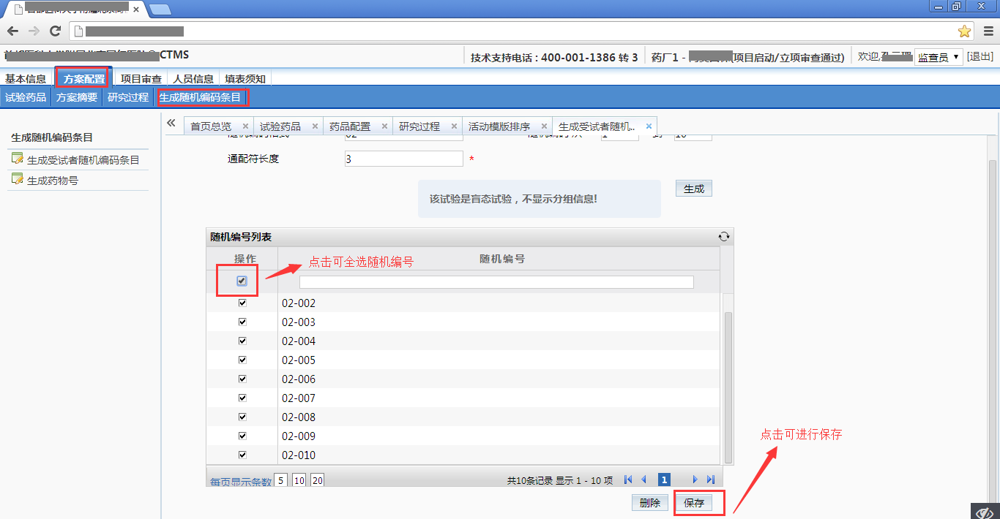 CTMS
技术支持电话 : 400-001-1386 转 3
药厂1 -
(项目启动/立项审查通过)
欢迎,
监查员
[退出]
基本信息 方案配置 项目审查 人员信息 填表须知
试验药品 方案摘要 研究过程 生成随机编码条目
生成随机编码条目
生成受试者随机编码条目
生成药物号
首页总览 试验药品 药品配置 研究过程 活动模版排序 生成受试者随机..
通配符长度 3 *
该试验是盲态试验，不显示分组信息!
生成
随机编号列表
操作 随机编号
点击可全选随机编号
02-002
02-003
02-004
02-005
02-006
02-007
02-008
02-009
02-010
每页显示条数 5 10 20
共10条记录 显示 1 - 10 项 1
删除 保存
点击可进行保存